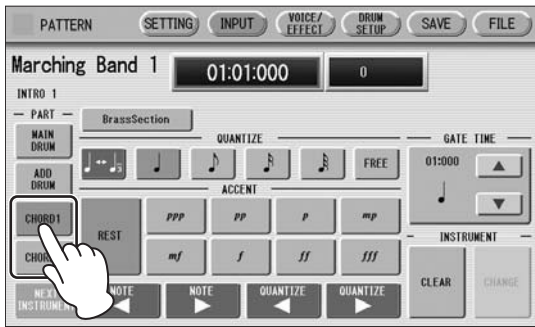 PATTERN SETTING INPUT VOICE/EFFECT DRUM SETUP SAVE FILE
Marching Band 1 01:01:000 0
INTRO 1
PART
BrassSection
MAIN DRUM
QUANTIZE
GATE TIME
3
FREE
01:000
ADD DRUM
ACCENT
CHORD1
REST
ppp pp p mp
INSTRUMENT
mf f ff fff
CLEAR CHANGE
NEXT INSTRUMENT
NOTE NOTE QUANTIZE QUANTIZE